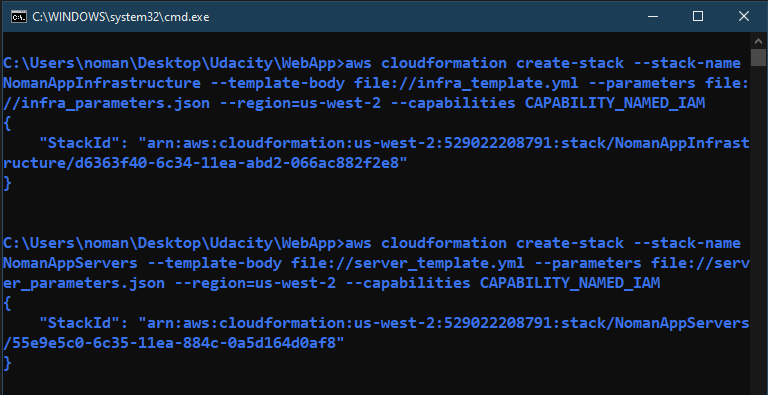 C:\WINDOWS\system32\cmd.exe
C:\Users\noman\Desktop\Udacity\WebApp>aws cloudformation create-stack --stack-name
NomanAppInfrastructure --template-body file://infra_template.yml --parameters file:
//infra_parameters.json --region=us-west-2 --capabilities CAPABILITY_NAMED_IAM
{
    "StackId": "arn:aws:cloudformation:us-west-2:529022208791:stack/NomanAppInfrast
ructure/d6363f40-6c34-11ea-abd2-066ac882f2e8"
}
C:\Users\noman\Desktop\Udacity\WebApp>aws cloudformation create-stack --stack-name
NomanAppServers --template-body file://server_template.yml --parameters file://serv
er_parameters.json --region=us-west-2 --capabilities CAPABILITY_NAMED_IAM
{
    "StackId": "arn:aws:cloudformation:us-west-2:529022208791:stack/NomanAppServers
/55e9e5c0-6c35-11ea-884c-0a5d164d0af8"
}